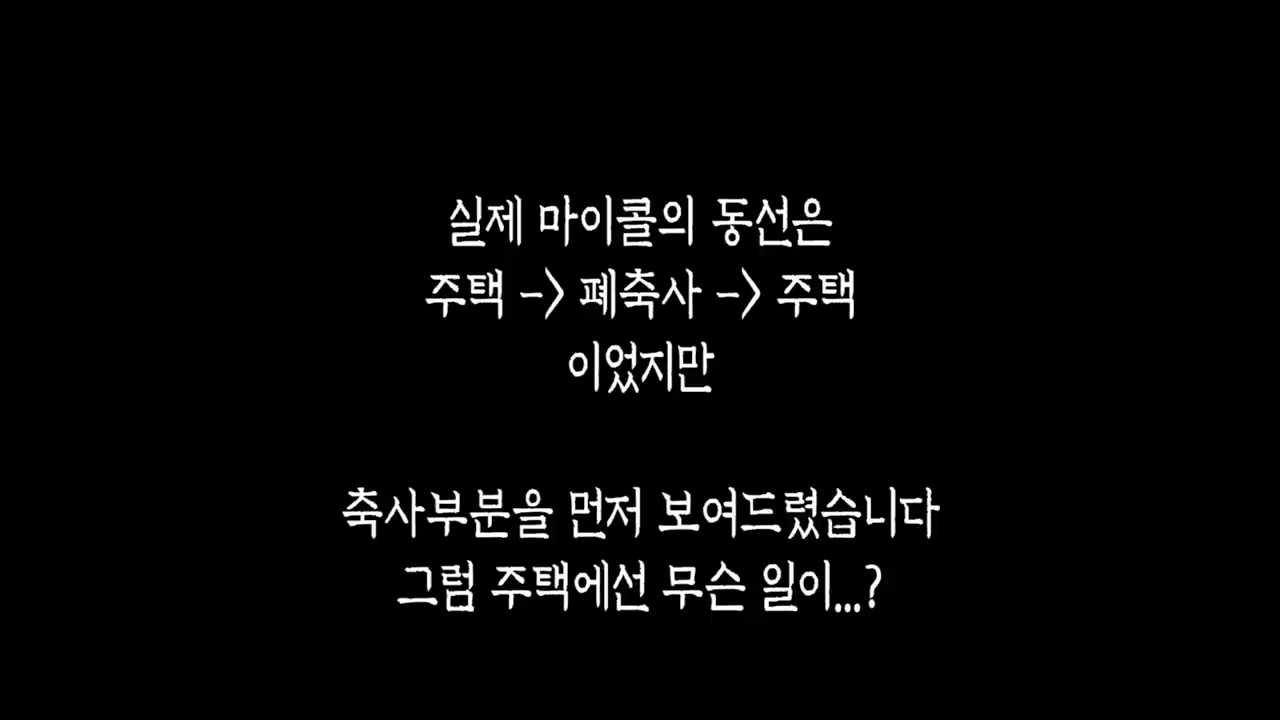 실제 마이콜의 동선은
주택 -> 폐축사 -> 주택
이었지만
축사부분을 먼저 보여드렸습니다
그럼 주택에선 무슨 일이...?